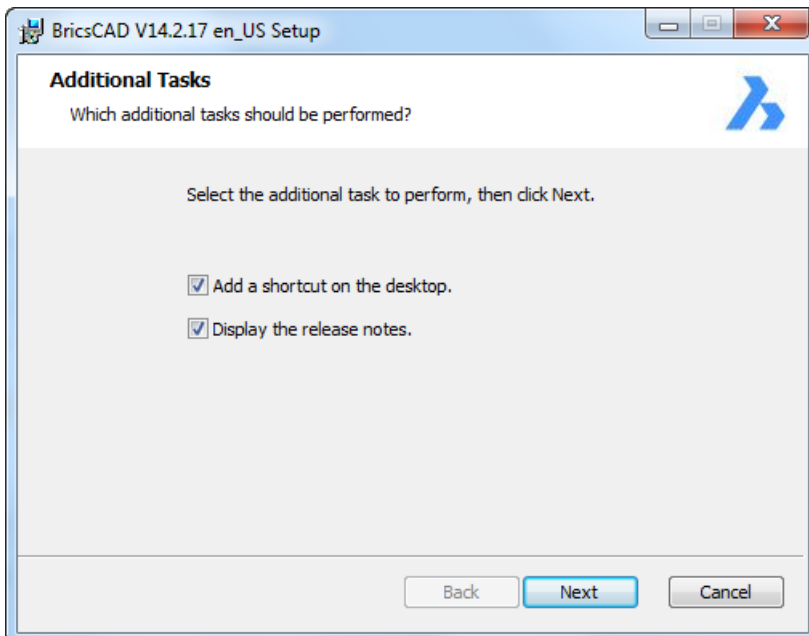 BricsCAD V14.2.17 en_US Setup
Additional Tasks
Which additional tasks should be performed?
Select the additional task to perform, then click Next.
Add a shortcut on the desktop.
Display the release notes.
Back
Next
Cancel